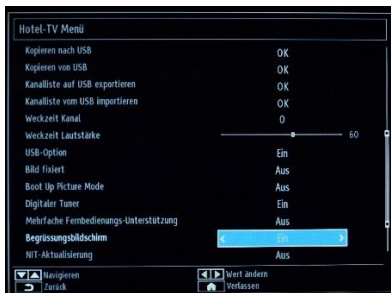 Hotel-TV Menü
Kopieren nach USB OK
Kopieren von USB OK
Kanalliste auf USB exportieren OK
Kanalliste vom USB importieren OK
Weckzeit Kanal 0
Weckzeit Lautstärke 60
USB-Option Ein
Bild fixiert Aus
Boot Up Picture Mode Aus
Digitaler Tuner Ein
Mehrfache Fernbedienungs-Unterstützung Aus
Begrüssungsbildschirm Ein
NIT-Aktualisierung Aus
Navigieren Wert ändern
Zurück Verlassen